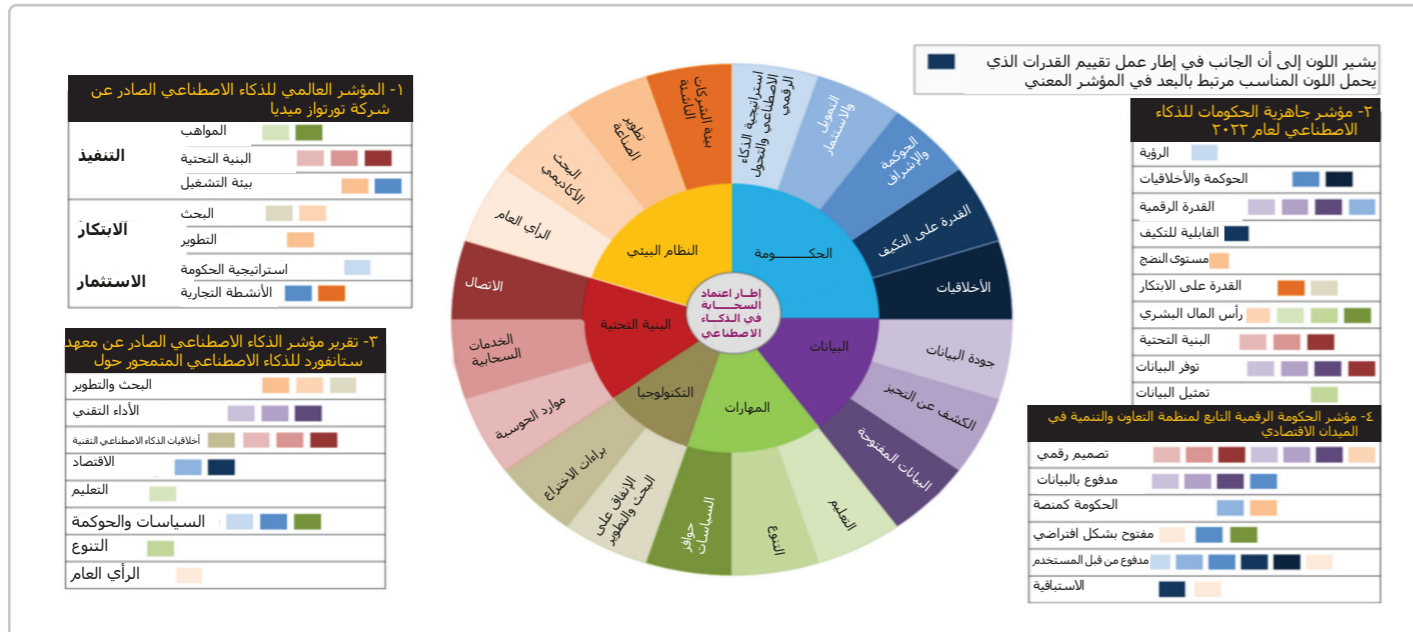 يشير اللون إلى أن الجانب في إطار عمل تقييم القدرات الذي
يحمل اللون المناسب مرتبط بالبعد في المؤشر المعني
١- المؤشر العالمي للذكاء الاصطناعي الصادر عن
شركة تورتواز ميديا
التنفيذ
المواهب
البنية التحتية
بيئة التشغيل
الابتكار
البحث
التطوير
الاستثمار
استراتيجية الحكومة
الأنشطة التجارية
٢- مؤشر جاهزية الحكومات للذكاء
الاصطناعي لعام ٢٠٢٢
الرؤية
الحوكمة والأخلاقيات
القدرة الرقمية
القابلية للتكيف
مستوى النضج
القدرة على الابتكار
رأس المال البشري
البنية التحتية
توفر البيانات
تمثيل البيانات
٣- تقرير مؤشر الذكاء الاصطناعي الصادر عن معهد
ستانفورد للذكاء الاصطناعي المتمحور حول
البحث والتطوير
الأداء التقني
أخلاقيات الذكاء الاصطناعي التقنية
الاقتصاد
التعليم
السياسات والحوكمة
التنوع
الرأي العام
٤- مؤشر الحكومة الرقمية التابع لمنظمة التعاون والتنمية في
الميدان الاقتصادي
تصميم رقمي
مدفوع بالبيانات
الحكومة كمنصة
مفتوح بشكل افتراضي
مدفوع من قبل المستخدم
الاستباقية
إطار اعتماد
السحابة
في الذكاء
الاصطناعي
الحكومة
البيانات
المهارات
التكنولوجيا
البنية التحتية
النظام البيئي
استراتيجية الذكاء
الاصطناعي والتحول
الرقمي
التمويل
والاستثمار
الحوكمة
والإشراف
القدرة على التكيف
الأخلاقيات
جودة البيانات
الكشف عن التحيز
البيانات المفتوحة
التعليم
التنوع
حوافز
السياسات
الإنفاق على
البحث والتطوير
براءات الاختراع
موارد الحوسبة
الخدمات
السحابية
الاتصال
الرأي العام
البحث
الأكاديمي
تطوير
الصناعة
بيئة الشركات
الناشئة